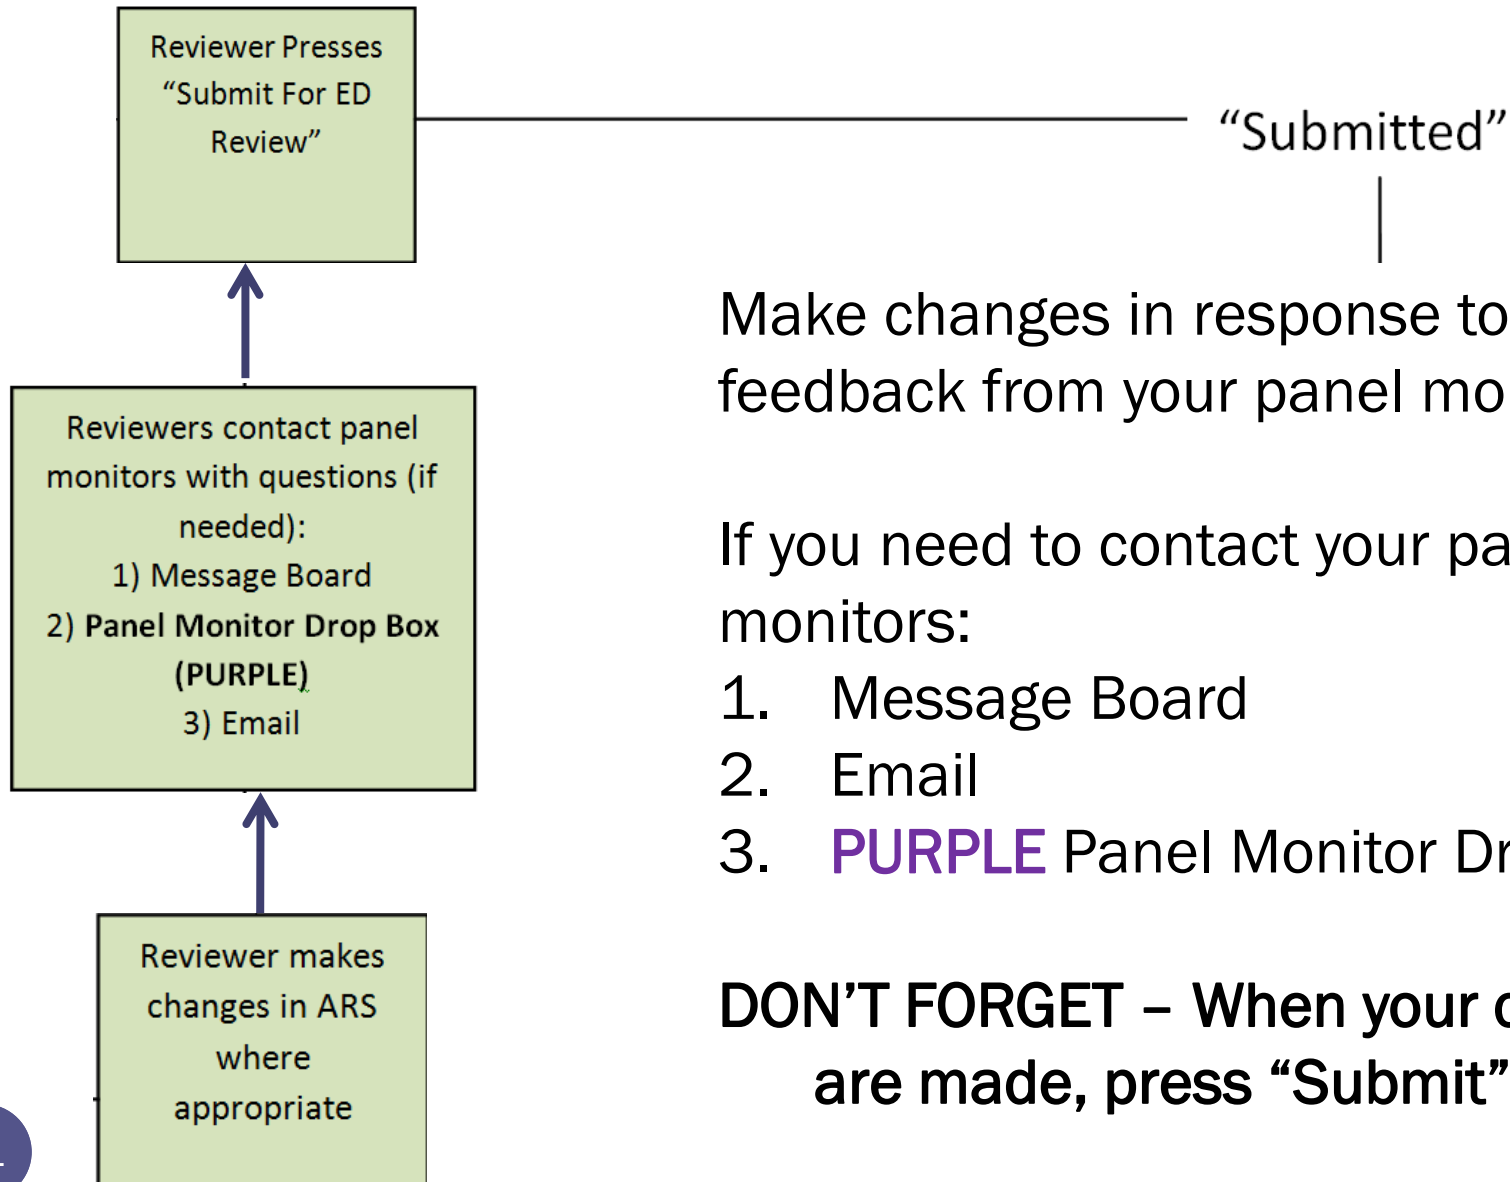 Reviewer Presses
“Submit For ED
Review”
“Submitted”
Reviewers contact panel
monitors with questions (if
needed):
1) Message Board
2) Panel Monitor Drop Box
(PURPLE)
3) Email
Reviewer makes
changes in ARS
where
appropriate
Make changes in response to
feedback from your panel mo
If you need to contact your pa
monitors:
1. Message Board
2. Email
3. PURPLE Panel Monitor Dr
DON’T FORGET – When your
are made, press “Submit”